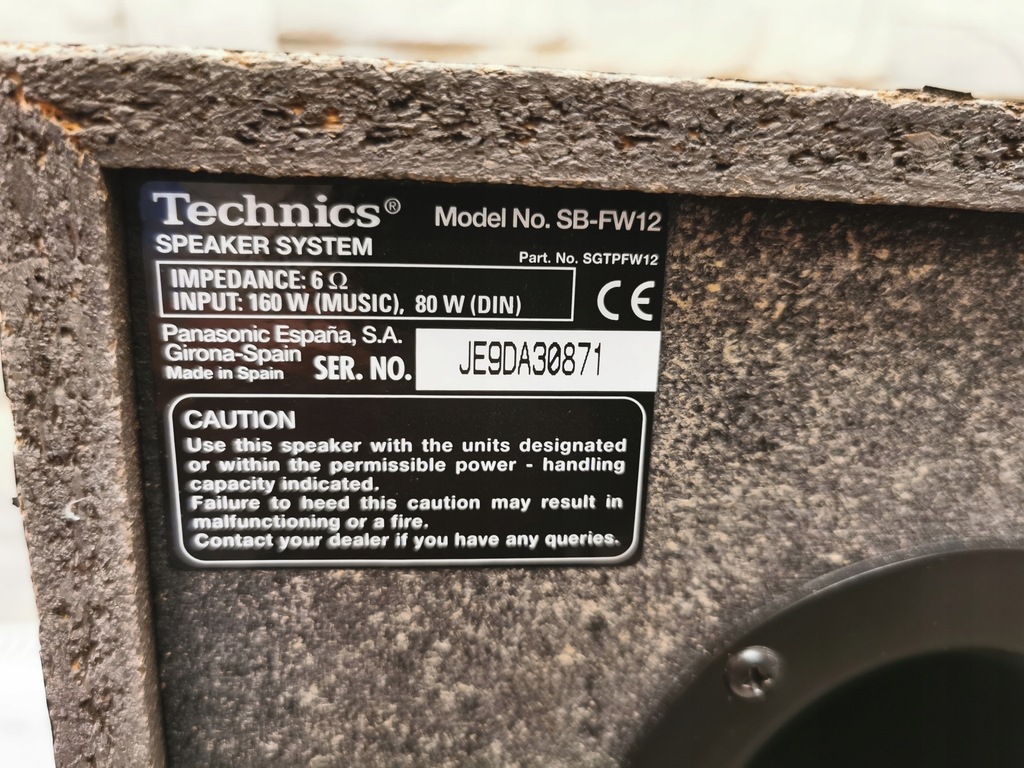 Technics® Model No. SB-FW12
SPEAKER SYSTEM
Part. No. SGTPFW12
IMPEDANCE: 6 Ω
INPUT: 160 W (MUSIC), 80 W (DIN)
CE
Panasonic España, S.A.
Girona-Spain
Made in Spain
SER. NO. JE9DA30871
CAUTION
Use this speaker with the units designated
or within the permissible power - handling
capacity indicated.
Failure to heed this caution may result in
malfunctioning or a fire.
Contact your dealer if you have any queries.